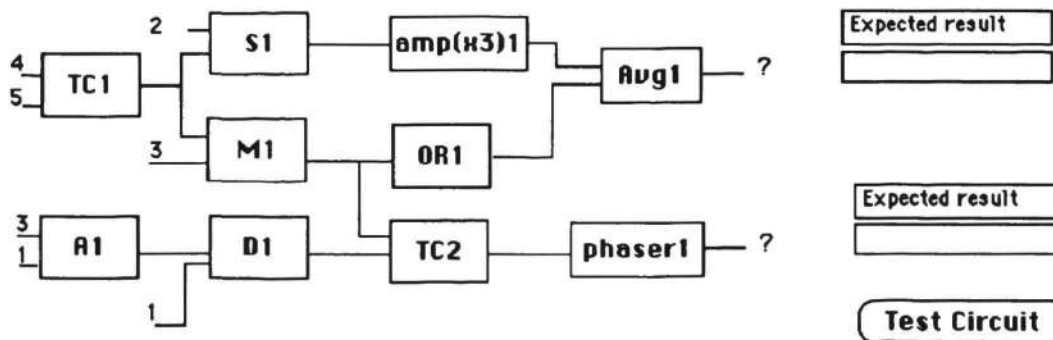 2
S1
amp(x3)1
Expected result
4
TC1
5
Avg1
?
3
M1
OR1
Expected result
3
A1
1
D1
TC2
phaser1
?
1
Test Circuit